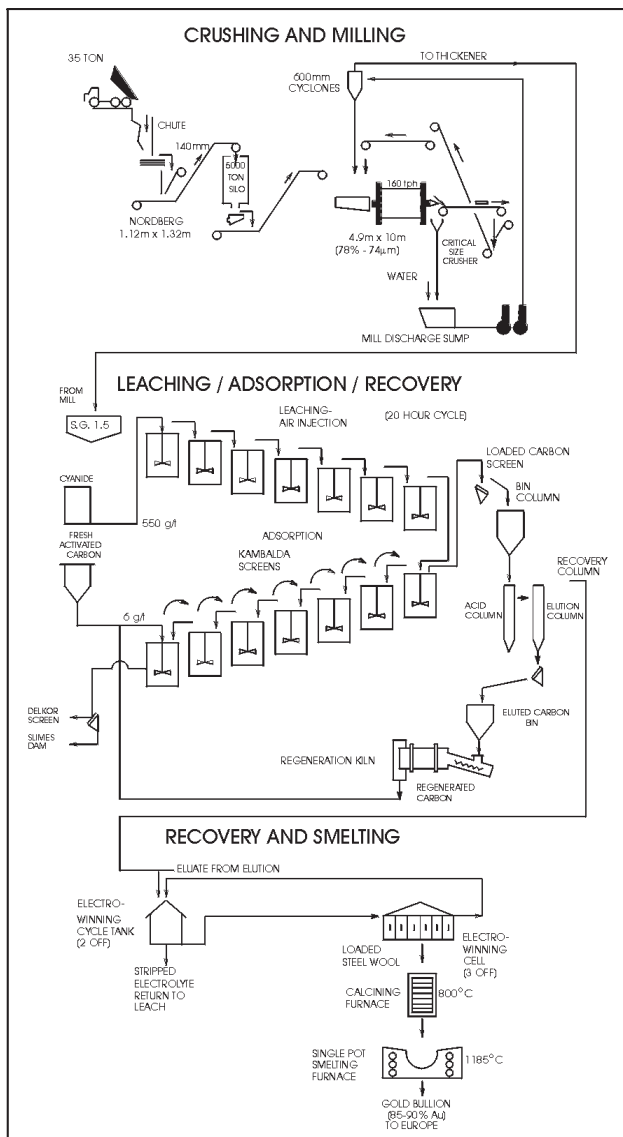 CRUSHING AND MILLING
35 TON
TO THICKENER
600mm
CYCLONES
CHUTE
140mm
5000
TON
SILO
160 tph
NORDBERG
1.12m x 1.32m
4.9m x 10m
(78% - 74μm)
CRITICAL
SIZE
CRUSHER
WATER
MILL DISCHARGE SUMP
LEACHING / ADSORPTION / RECOVERY
FROM
MILL
S.G. 1.5
LEACHING-
AIR INJECTION
(20 HOUR CYCLE)
LOADED CARBON
SCREEN
BIN
COLUMN
CYANIDE
550 g/t
FRESH
ACTIVATED
CARBON
ADSORPTION
KAMBALDA
SCREENS
RECOVERY
COLUMN
6 g/t
ACID
COLUMN
ELUTION
COLUMN
DELKOR
SCREEN
SLIMES
DAM
ELUTED CARBON
BIN
REGENERATION KILN
REGENERATED
CARBON
RECOVERY AND SMELTING
ELUATE FROM ELUTION
ELECTRO-
WINNING
CYCLE TANK
(2 OFF)
LOADED
STEEL WOOL
ELECTRO-
WINNING
CELL
(3 OFF)
STRIPPED
ELECTROLYTE
RETURN TO
LEACH
CALCINING
FURNACE
800°C
SINGLE POT
SMELTING
FURNACE
1185°C
GOLD BULLION
(85-90% Au)
TO EUROPE